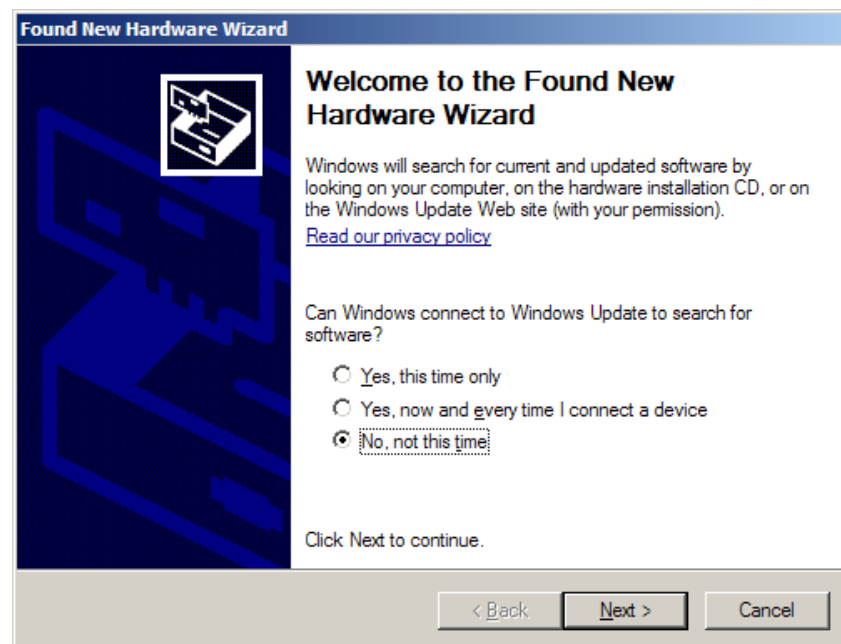 Found New Hardware Wizard
Welcome to the Found New
Hardware Wizard
Windows will search for current and updated software by
looking on your computer, on the hardware installation CD, or on
the Windows Update Web site (with your permission).
Read our privacy policy
Can Windows connect to Windows Update to search for
software?
Yes, this time only
Yes, now and every time I connect a device
No, not this time
Click Next to continue.
< Back
Next >
Cancel